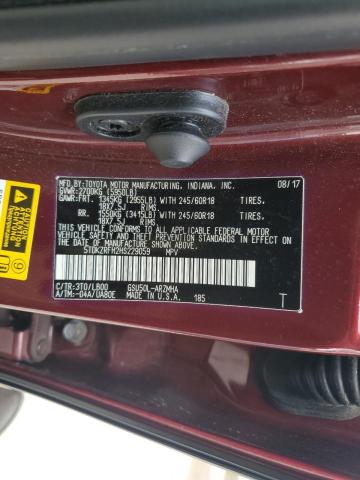 MFD.BY:TOYOTA MOTOR MANUFACTURING, INDIANA, INC. 08/17
GVWR: 2700KG (5950LB)
GAWR:FRT. 1345KG (2955LB) WITH 245/60R18 TIRES.
18X7.5J RIMS.
RR. 1550KG (3415LB) WITH 245/60R18 TIRES.
18X7.5J RIMS.
THIS VEHICLE CONFORMS TO ALL APPLICABLE FEDERAL MOTOR
VEHICLE SAFETY AND THEFT PREVENTION STANDARDS IN
EFFECT ON THE DATE OF MANUFACTURE SHOWN ABOVE.
5TDKZRFH2HS229059 MPV
C/TR:3T0/LB00 GSU50L-ARZMHA
A/TM:-04A/UA80E MADE IN U.S.A. 185
T